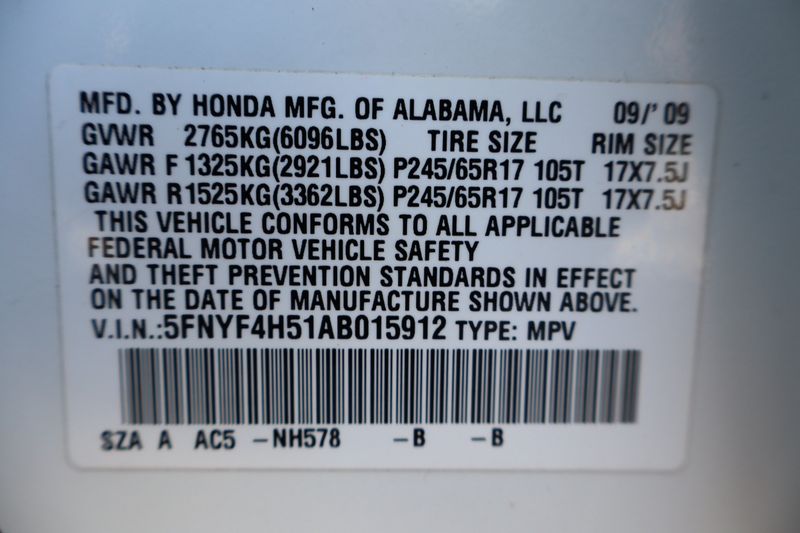 MFD. BY HONDA MFG. OF ALABAMA, LLC 09/'09
GVWR 2765KG(6096LBS) TIRE SIZE RIM SIZE
GAWR F 1325KG(2921LBS) P245/65R17 105T 17X7.5J
GAWR R1525KG(3362LBS) P245/65R17 105T 17X7.5J
THIS VEHICLE CONFORMS TO ALL APPLICABLE
FEDERAL MOTOR VEHICLE SAFETY
AND THEFT PREVENTION STANDARDS IN EFFECT
ON THE DATE OF MANUFACTURE SHOWN ABOVE.
V.I.N.:5FNYF4H51AB015912 TYPE: MPV
SZA A AC5 -NH578 -B -B